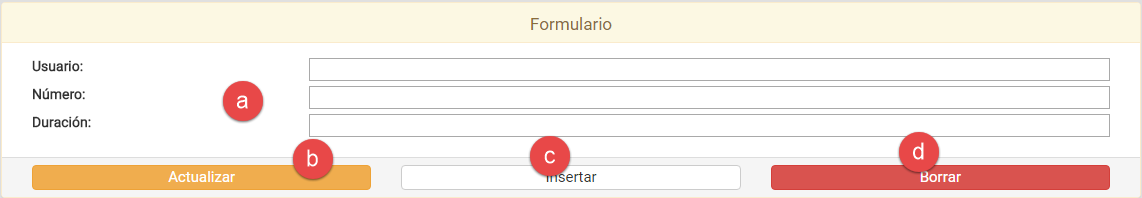 Formulario
Usuario:
Número:
Duración:
a
b
c
d
Actualizar
Insertar
Borrar